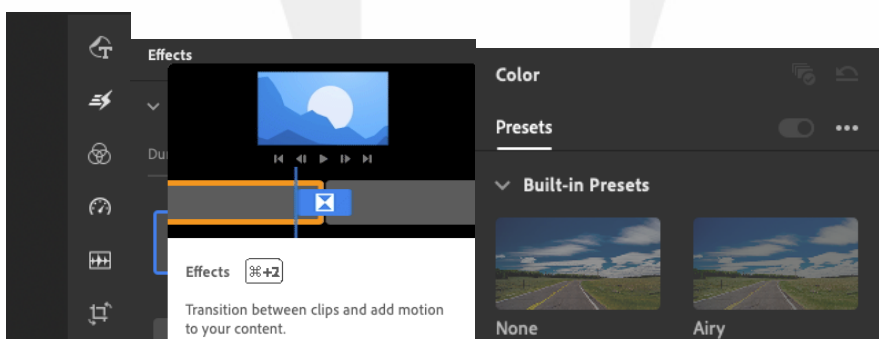 Effects
Du
Effects ⌘+2
Transition between clips and add motion
to your content.
Color
Presets
Built-in Presets
None
Airy